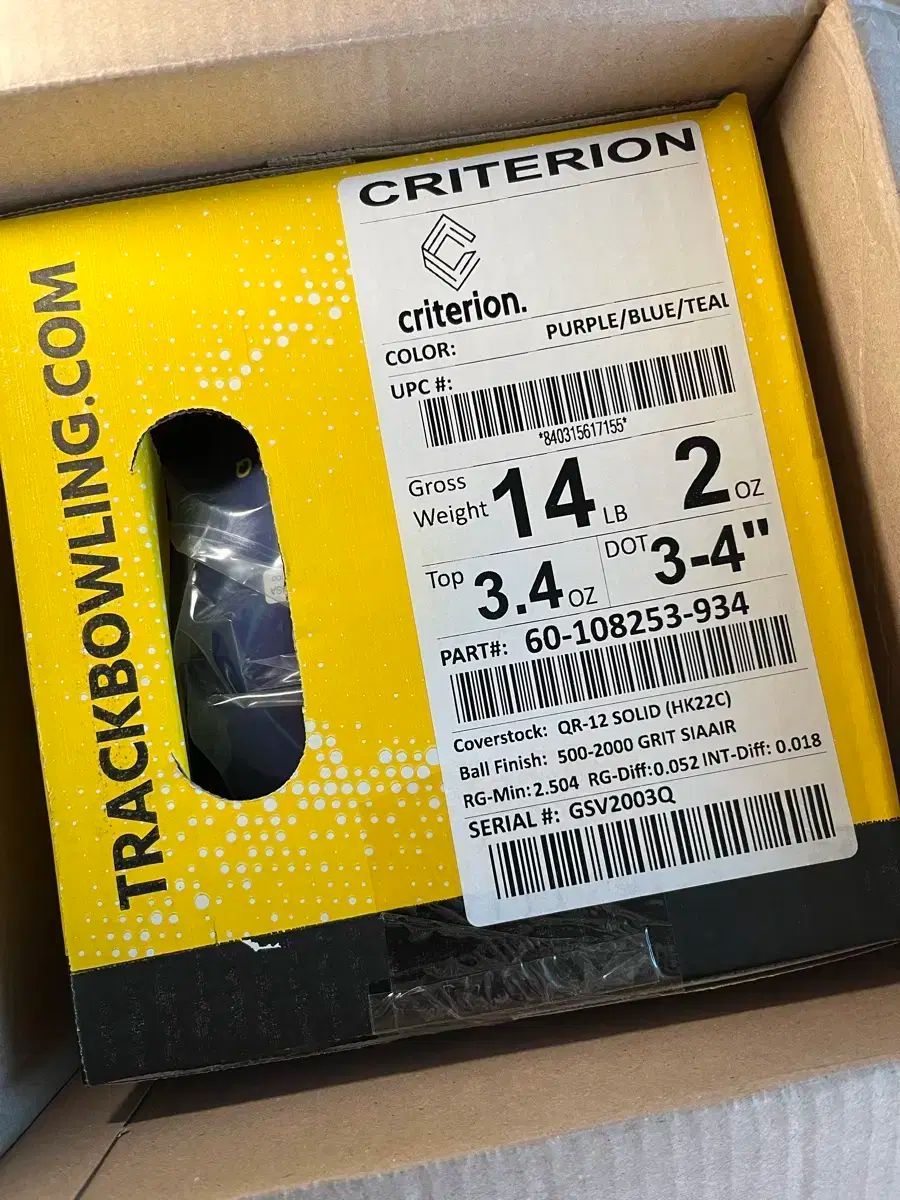 TRACKBOWLING.COM
CRITERION
criterion.
COLOR: PURPLE/BLUE/TEAL
UPC #:
*840315617155*
Gross Weight 14 LB 2 OZ
Top 3.4 OZ DOT 3-4"
PART#: 60-108253-934
Coverstock: QR-12 SOLID (HK22C)
Ball Finish: 500-2000 GRIT SIAAIR
RG-Min: 2.504 RG-Diff:0.052 INT-Diff: 0.018
SERIAL #: GSV2003Q